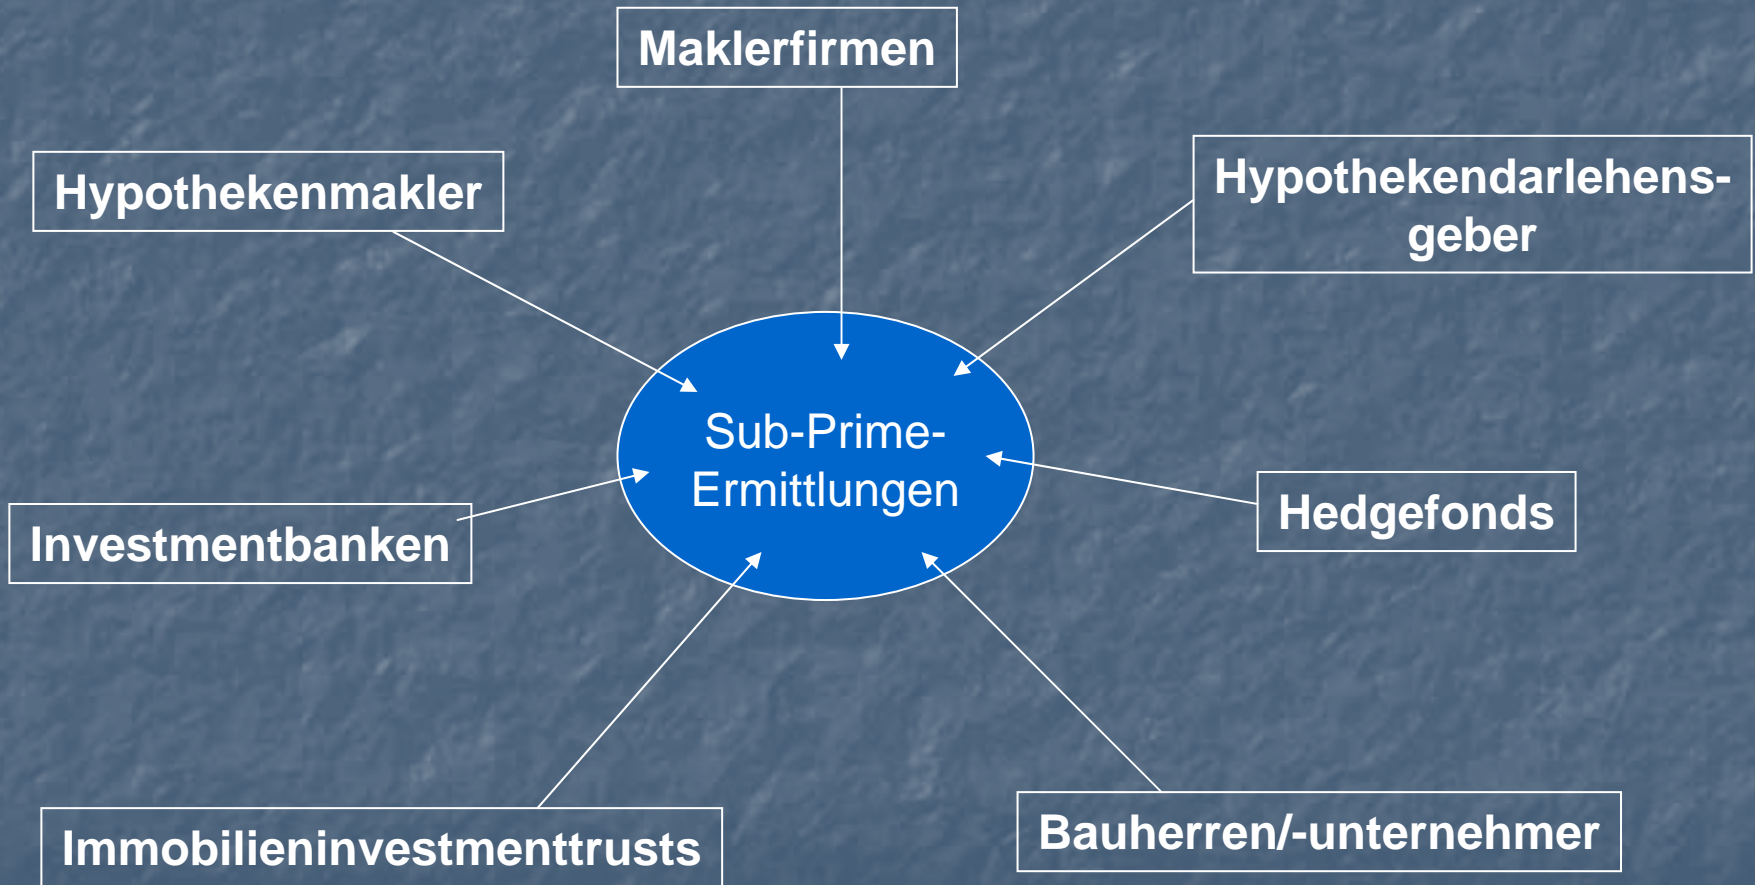 Maklerfirmen
Hypothekenmakler
Hypothekendarlehens-
geber
Sub-Prime-
Ermittlungen
Investmentbanken
Hedgefonds
Immobilieninvestmenttrusts
Bauherren/-unternehmer